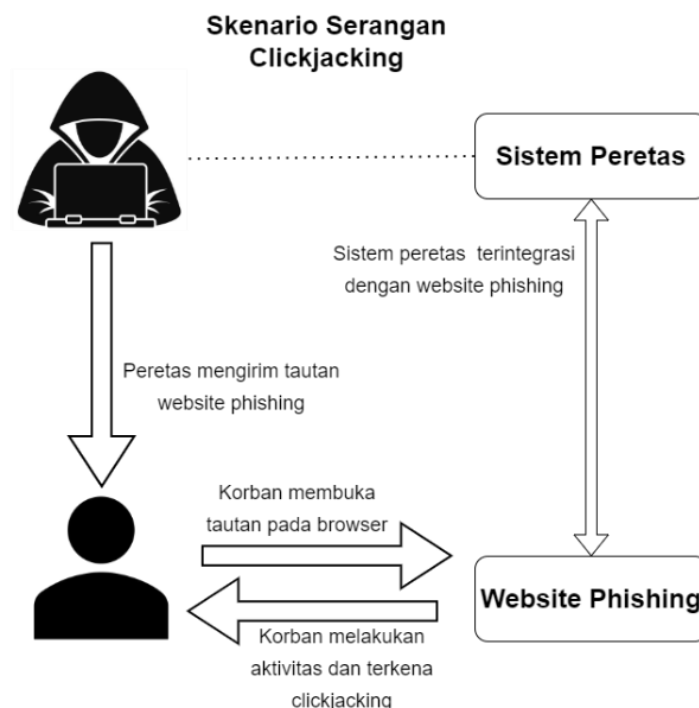 Skenario Serangan
Clickjacking
Sistem Peretas
Sistem peretas terintegrasi
dengan website phishing
Peretas mengirim tautan
website phishing
Korban membuka
tautan pada browser
Website Phishing
Korban melakukan
aktivitas dan terkena
clickjacking